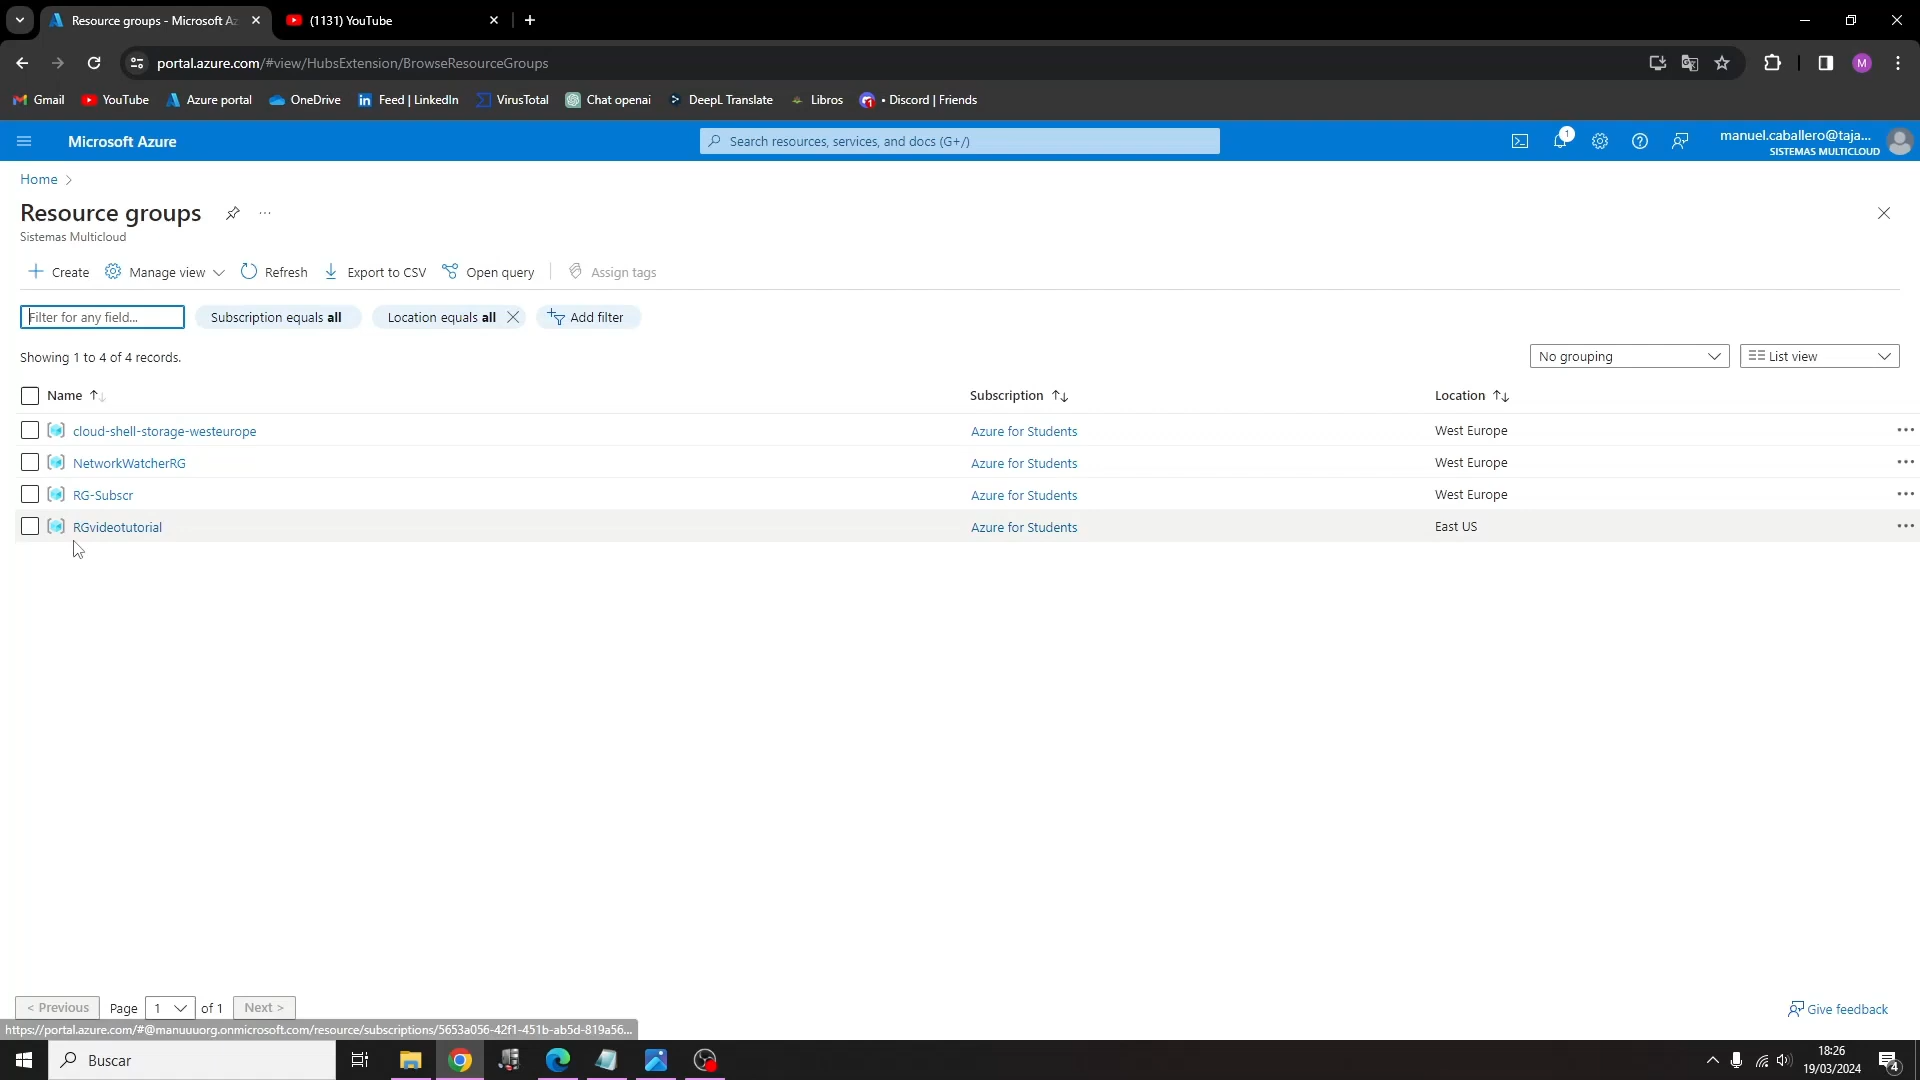 Resource groups - Microsoft Az
(1131) YouTube
portal.azure.com/#view/HubsExtension/BrowseResourceGroups
M
Gmail
YouTube
Azure portal
OneDrive
Feed | LinkedIn
VirusTotal
Chat openai
DeepL Translate
Libros
• Discord | Friends
Microsoft Azure
Search resources, services, and docs (G+/)
1
manuel.caballero@taja...
SISTEMAS MULTICLOUD
Home
Resource groups
...
Sistemas Multicloud
Create
Manage view
Refresh
Export to CSV
Open query
Assign tags
Filter for any field...
Subscription equals all
Location equals all
Add filter
Showing 1 to 4 of 4 records.
No grouping
List view
Name
Subscription
Location
cloud-shell-storage-westeurope
Azure for Students
West Europe
NetworkWatcherRG
Azure for Students
West Europe
RG-Subscr
Azure for Students
West Europe
RGvideotutorial
Azure for Students
East US
< Previous
Page
1
of 1
Next >
Give feedback
https://portal.azure.com/#@manuuuorg.onmicrosoft.com/resource/subscriptions/5653a056-42f1-451b-ab5d-819a56...
Buscar
18:26
19/03/2024
4